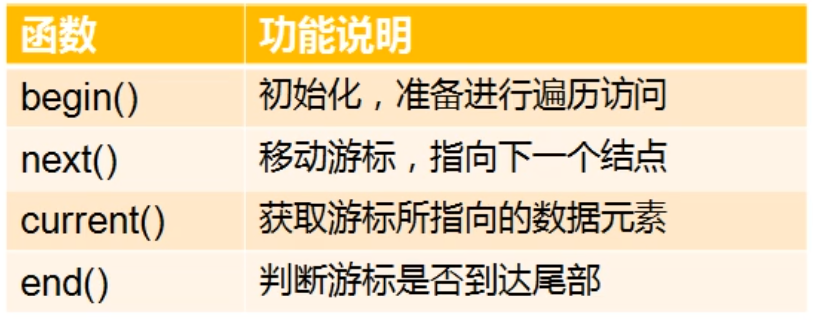 函数 功能说明
begin() 初始化，准备进行遍历访问
next() 移动游标，指向下一个结点
current() 获取游标所指向的数据元素
end() 判断游标是否到达尾部